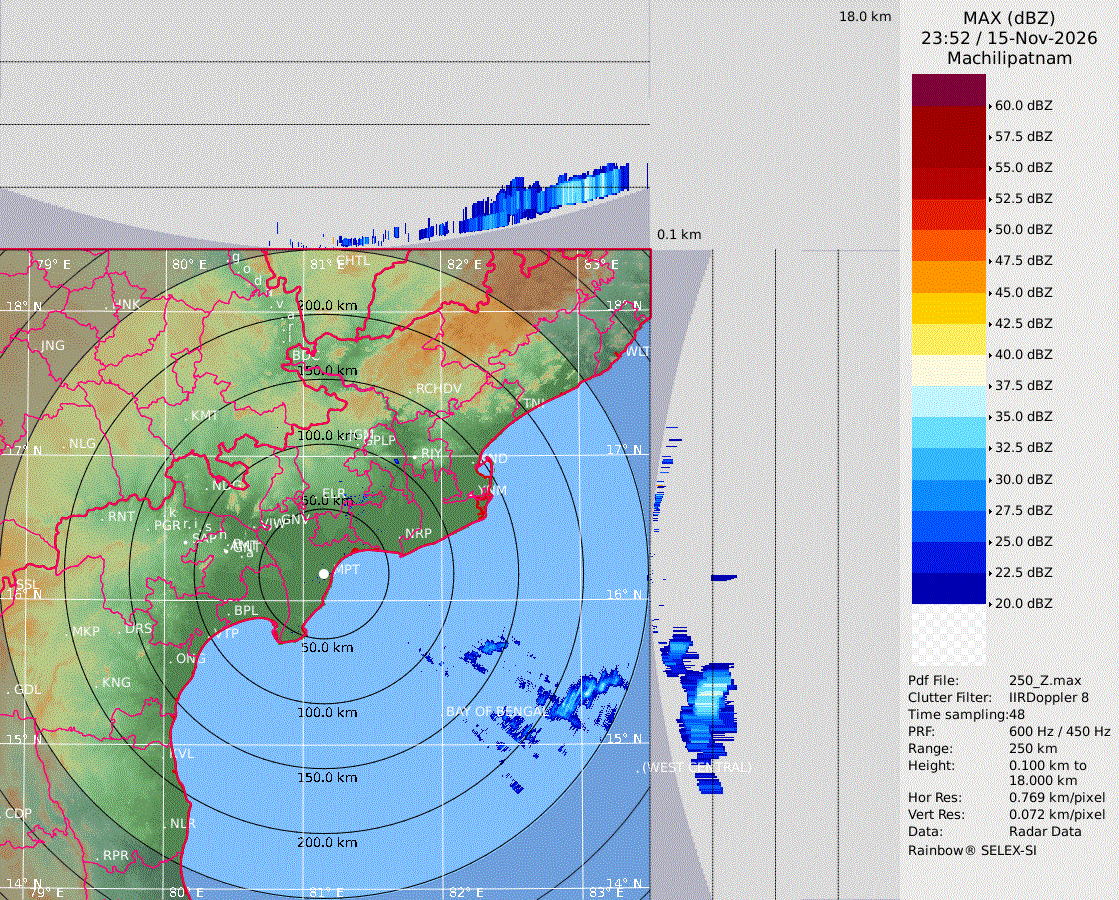 18.0 km
0.1 km
MAX (dBZ)
23:52 / 15-Nov-2026
Machilipatnam
60.0 dBZ
57.5 dBZ
55.0 dBZ
52.5 dBZ
50.0 dBZ
47.5 dBZ
45.0 dBZ
42.5 dBZ
40.0 dBZ
37.5 dBZ
35.0 dBZ
32.5 dBZ
30.0 dBZ
27.5 dBZ
25.0 dBZ
22.5 dBZ
20.0 dBZ
Pdf File: 250_Z.max
Clutter Filter: IIRDoppler 8
Time sampling:48
PRF: 600 Hz / 450 Hz
Range: 250 km
Height: 0.100 km to
18.000 km
Hor Res: 0.769 km/pixel
Vert Res: 0.072 km/pixel
Data: Radar Data
Rainbow® SELEX-SI
79° E 80° E 81° E CHTL 82° E 83° E
18° N HNK 200.0 km 18° N
JNG BDC WLT
150.0 km
RCHDV
TNI
KMT
100.0 km
NLG GPLP RIY 17° N
ELR YNM
50.0 km
RNT PGR VIW GNV
NRP
MPT
SSL
16° N BPL 16° N
MKP DRS
50.0 km
ONG
GDL KNG
100.0 km BAY OF BENGAL
15° N KVL 15° N
150.0 km (WEST CENTRAL)
CDP NLR
200.0 km
RPR
14° N 14° N
79° E 80° E 81° E 82° E 83° E